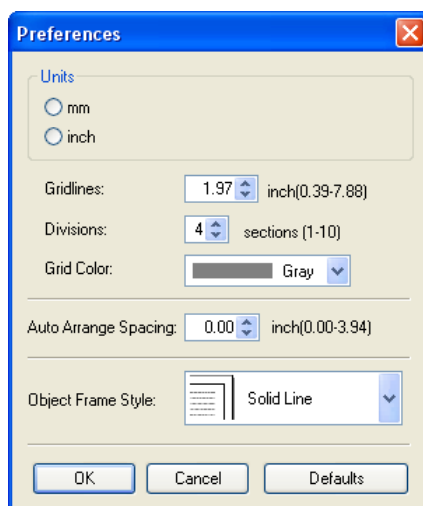 Preferences
Units
mm
inch
Gridlines: 1.97 inch(0.39-7.88)
Divisions: 4 sections (1-10)
Grid Color: Gray
Auto Arrange Spacing: 0.00 inch(0.00-3.94)
Object Frame Style: Solid Line
OK Cancel Defaults